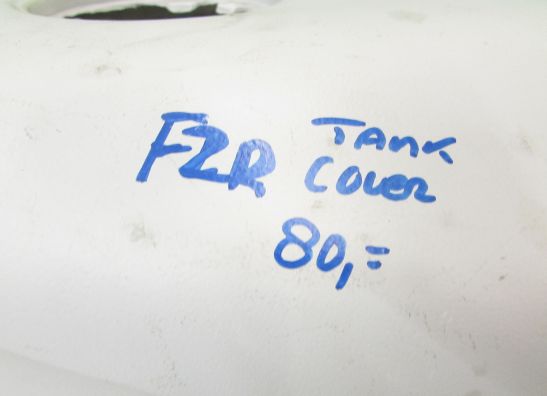 FZR TANK
COVER
80,=